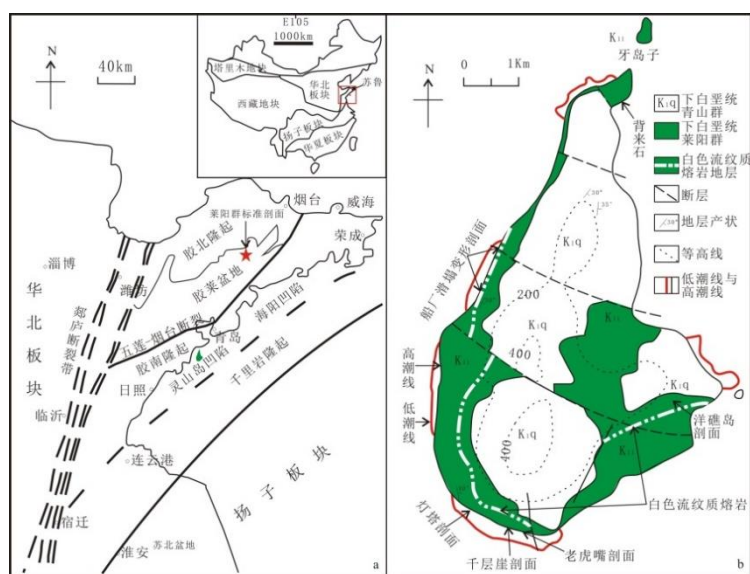 E105
1000km
塔里木地块
华北
板块
苏鲁
西藏地块
扬子板块
华夏板块
N
40km
烟台
威海
荣成
莱阳群标准剖面
胶北隆起
胶莱盆地
淄博
潍坊
华北板块
郯庐断裂带
五莲-烟台断裂
青岛
海阳凹陷
胶南隆起
灵山岛凹陷
千里岩隆起
日照
临沂
连云港
宿迁
扬子板块
淮安
苏北盆地
a
N
0 1Km
K₁l
牙岛子
背来石
K₁q
船厂滑塌变形剖面
200
K₁q
400
高潮线
低潮线
K₁q
洋礁岛
剖面
K₁q
400
白色流纹质熔岩
灯塔剖面
千层崖剖面
老虎嘴剖面
b
K₁q
下白垩统
青山群
下白垩统
莱阳群
白色流纹质
熔岩地层
断层
30°
35°
地层产状
等高线
低潮线与
高潮线